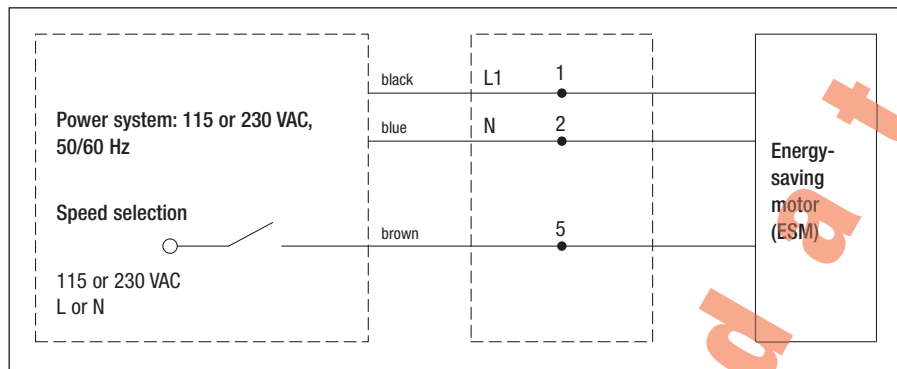 black
L1
1
Power system: 115 or 230 VAC,
50/60 Hz
blue
N
2
Energy-
saving
motor
(ESM)
Speed selection
brown
5
115 or 230 VAC
L or N
d a t